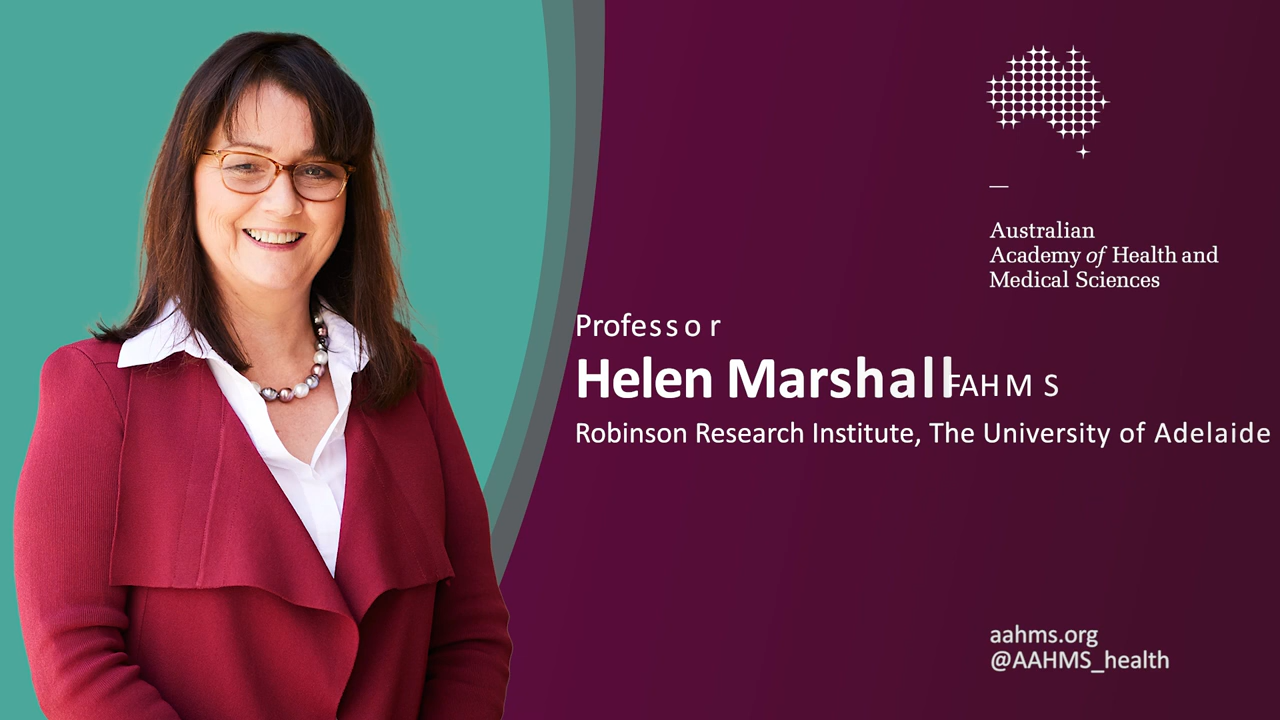 Australian
Academy of Health and
Medical Sciences
Professor
Helen Marshall FAHMS
Robinson Research Institute, The University of Adelaide
aahms.org
@AAHMS_health